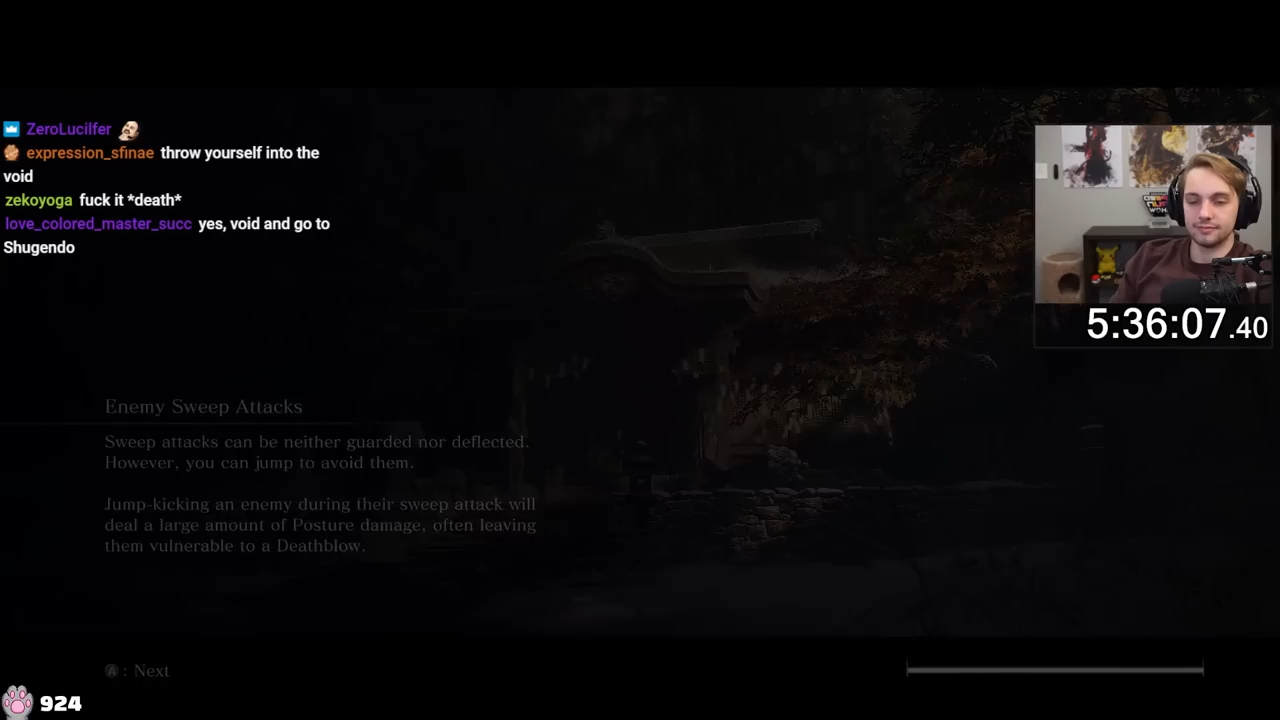 ZeroLucilfer
expression_sfinae throw yourself into the
void
zekoyoga fuck it *death*
love_colored_master_succ yes, void and go to
Shugendo
5:36:07.40
Enemy Sweep Attacks
Sweep attacks can be neither guarded nor deflected.
However, you can jump to avoid them.
Jump-kicking an enemy during their sweep attack will
deal a large amount of Posture damage, often leaving
them vulnerable to a Deathblow.
A : Next
924